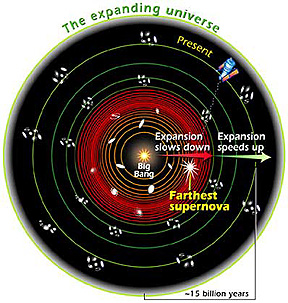 The expanding universe
Present
Expansion
slows down
Expansion
speeds up
Big
Bang
Farthest
supernova
~15 billion years